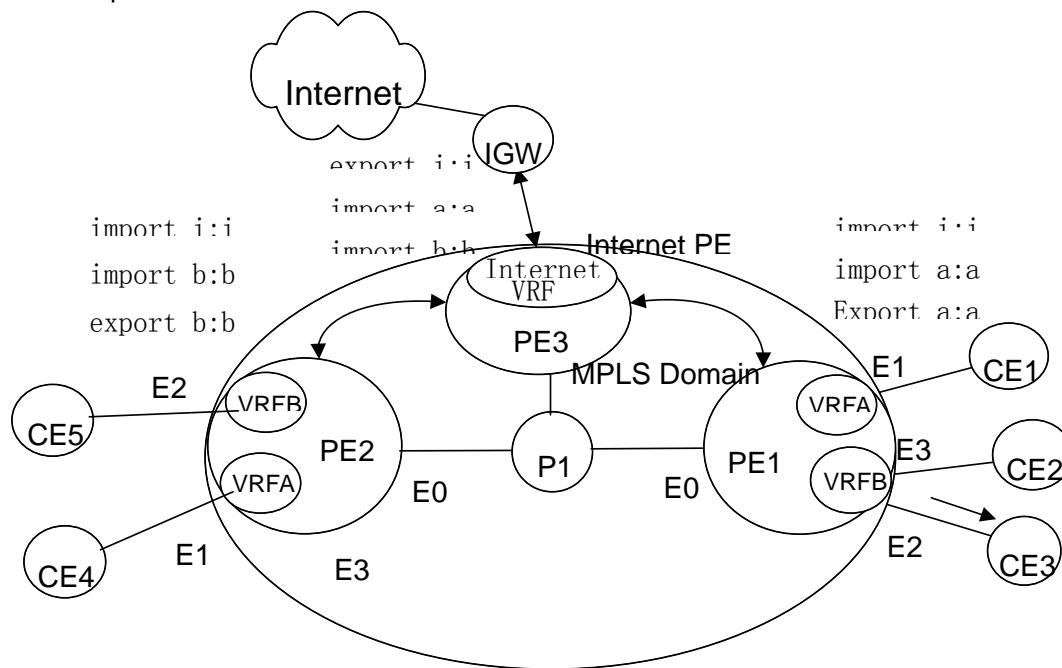 Internet
IGW
export i:i
import a:a
import b:b
import i:i
import b:b
export b:b
import i:i
import a:a
Export a:a
Internet PE
Internet
VRF
PE3
MPLS Domain
E2
VRFB
CE5
PE2
VRFA
E0
E1
CE4
E3
P1
E1
CE1
VRFA
PE1
E3
CE2
E0
VRFB
E2
CE3